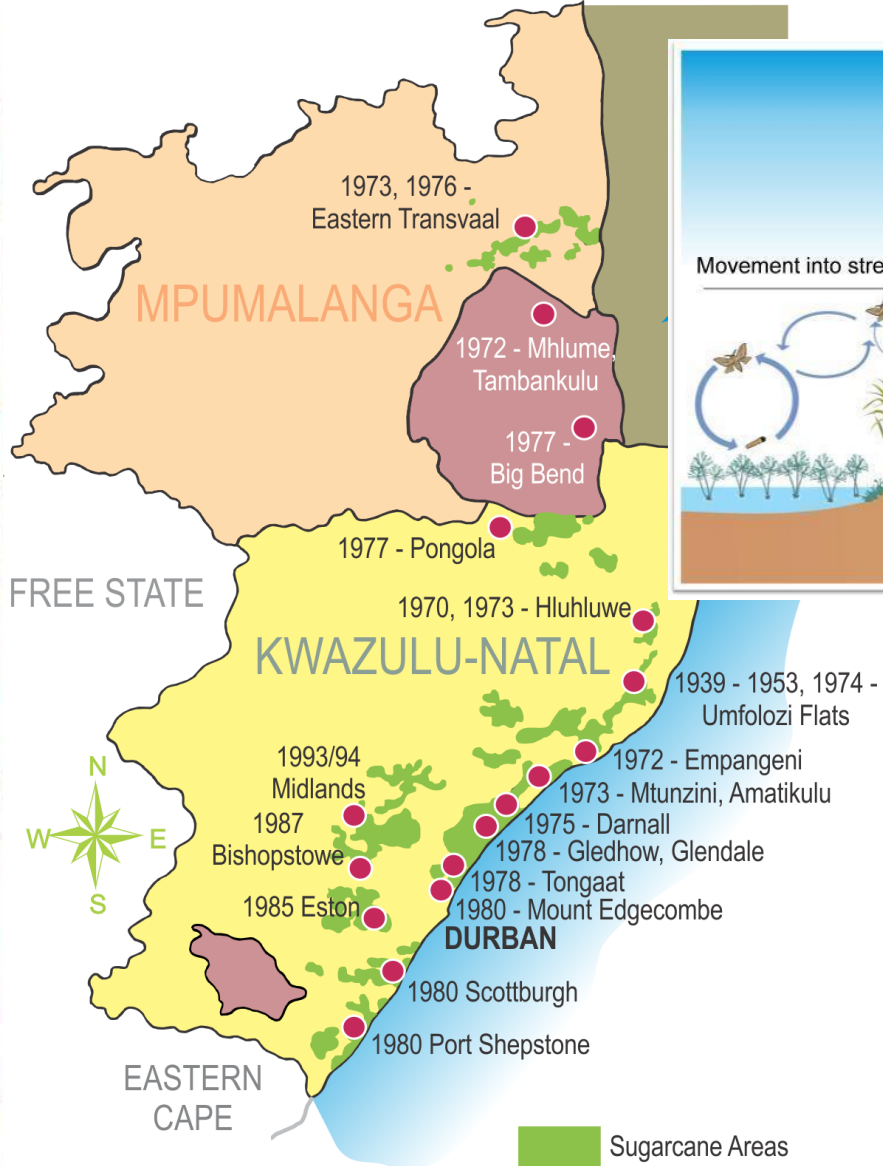 1973, 1976 -
Eastern Transvaal
MPUMALANGA
Movement into stre
1972 - Mhlume,
Tambankulu
1977 -
Big Bend
1977 - Pongola
FREE STATE
1970, 1973 - Hluhluwe
KWAZULU-NATAL
1939 - 1953, 1974 -
Umfolozi Flats
1993/94
Midlands
1972 - Empangeni
1973 - Mtunzini, Amatikulu
1987
Bishopstowe
1975 - Darnall
1978 - Gledhow, Glendale
1978 - Tongaat
1985 Eston
1980 - Mount Edgecombe
DURBAN
N
W
E
S
1980 Scottburgh
1980 Port Shepstone
EASTERN
CAPE
Sugarcane Areas